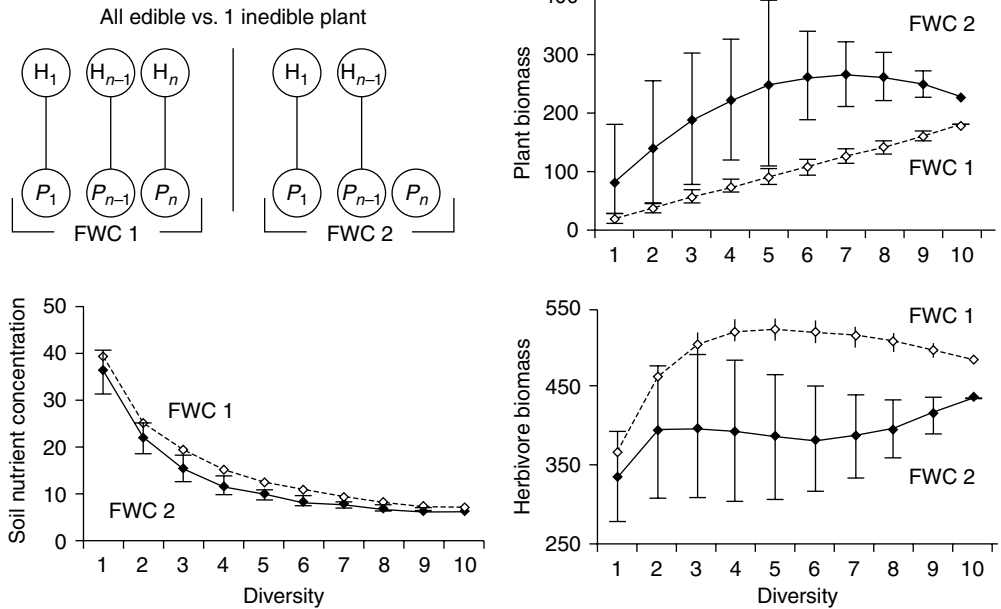 All edible vs. 1 inedible plant
H1 Hn–1 Hn H1 Hn–1
P1 Pn–1 Pn P1 Pn–1 Pn
FWC 1 FWC 2
400
300
200
100
0
Plant biomass
FWC 2
FWC 1
1 2 3 4 5 6 7 8 9 10
50
40
30
20
10
0
Soil nutrient concentration
FWC 1
FWC 2
1 2 3 4 5 6 7 8 9 10
Diversity
550
450
350
250
Herbivore biomass
FWC 1
FWC 2
1 2 3 4 5 6 7 8 9 10
Diversity